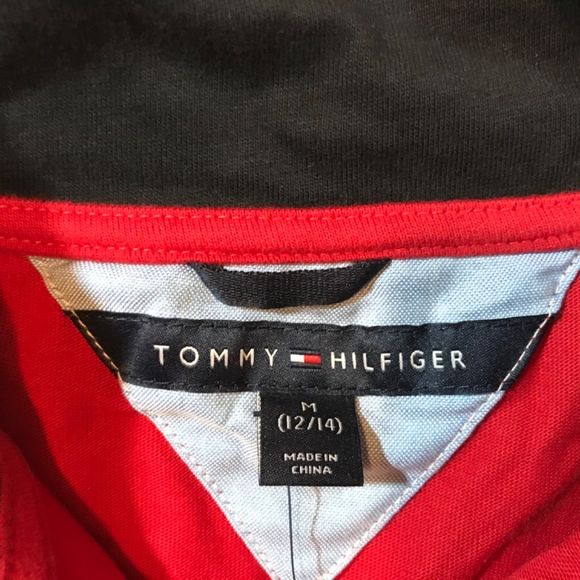 TOMMY HILFIGER
M
(12/14)
MADE IN
CHINA